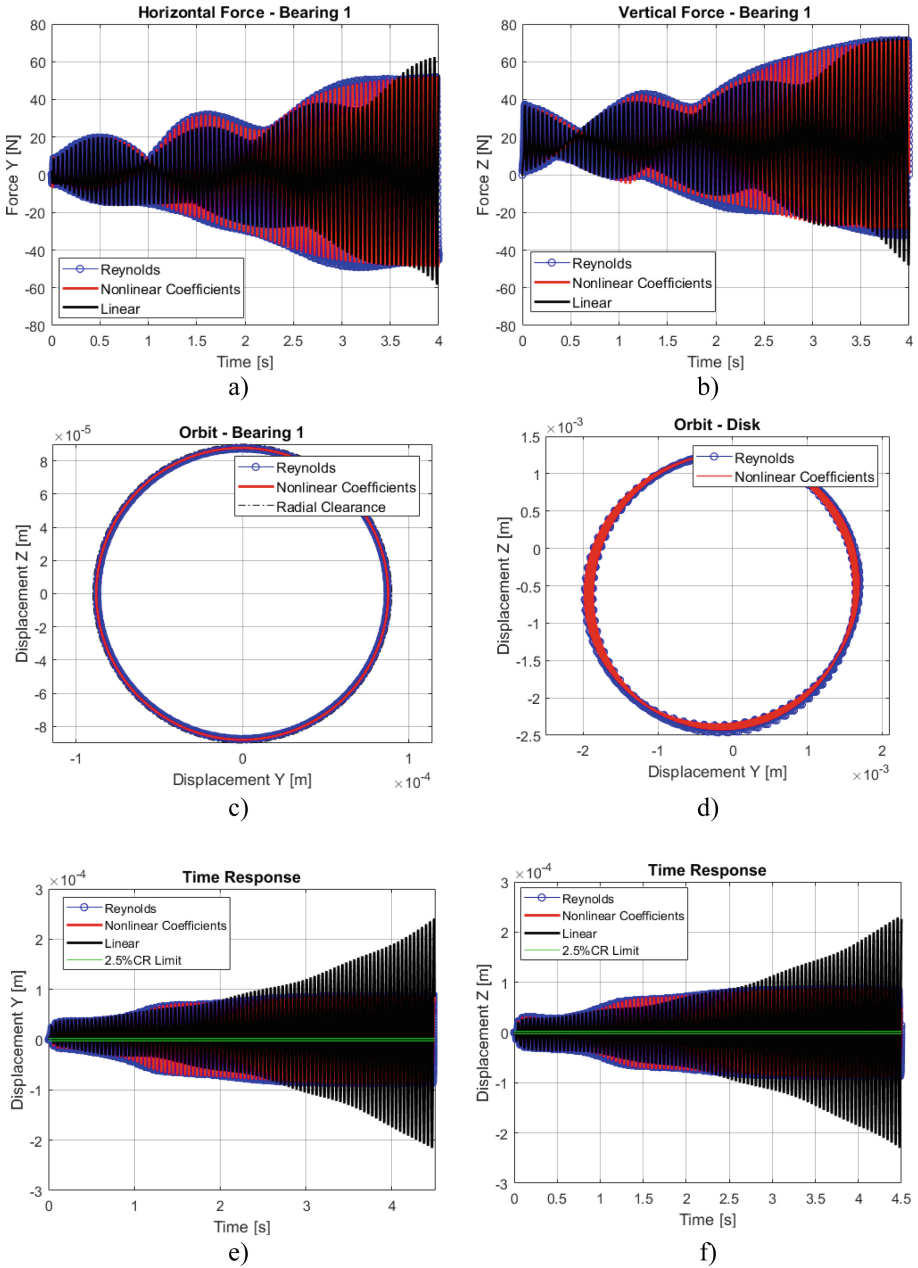 Horizontal Force - Bearing 1
80
60
40
20
0
-20
-40
-60
-80
Force Y [N]
Reynolds
Nonlinear Coefficients
Linear
0 0.5 1 1.5 2 2.5 3 3.5 4
Time [s]
a)
Vertical Force - Bearing 1
80
60
40
20
0
-20
-40
-60
-80
Force Z [N]
Reynolds
Nonlinear Coefficients
Linear
0 0.5 1 1.5 2 2.5 3 3.5 4
Time [s]
b)
Orbit - Bearing 1
×10⁻⁵
8
6
4
2
0
-2
-4
-6
-8
Displacement Z [m]
Reynolds
Nonlinear Coefficients
Radial Clearance
-1 0 1
Displacement Y [m]
×10⁻⁴
c)
Orbit - Disk
×10⁻³
1.5
1
0.5
0
-0.5
-1
-1.5
-2
-2.5
Displacement Z [m]
Reynolds
Nonlinear Coefficients
-2 -1 0 1 2
Displacement Y [m]
×10⁻³
d)
Time Response
×10⁻⁴
3
2
1
0
-1
-2
-3
Displacement Y [m]
Reynolds
Nonlinear Coefficients
Linear
2.5%CR Limit
0 1 2 3 4
Time [s]
e)
Time Response
×10⁻⁴
3
2
1
0
-1
-2
-3
Displacement Z [m]
Reynolds
Nonlinear Coefficients
Linear
2.5%CR Limit
0 0.5 1 1.5 2 2.5 3 3.5 4 4.5
Time [s]
f)